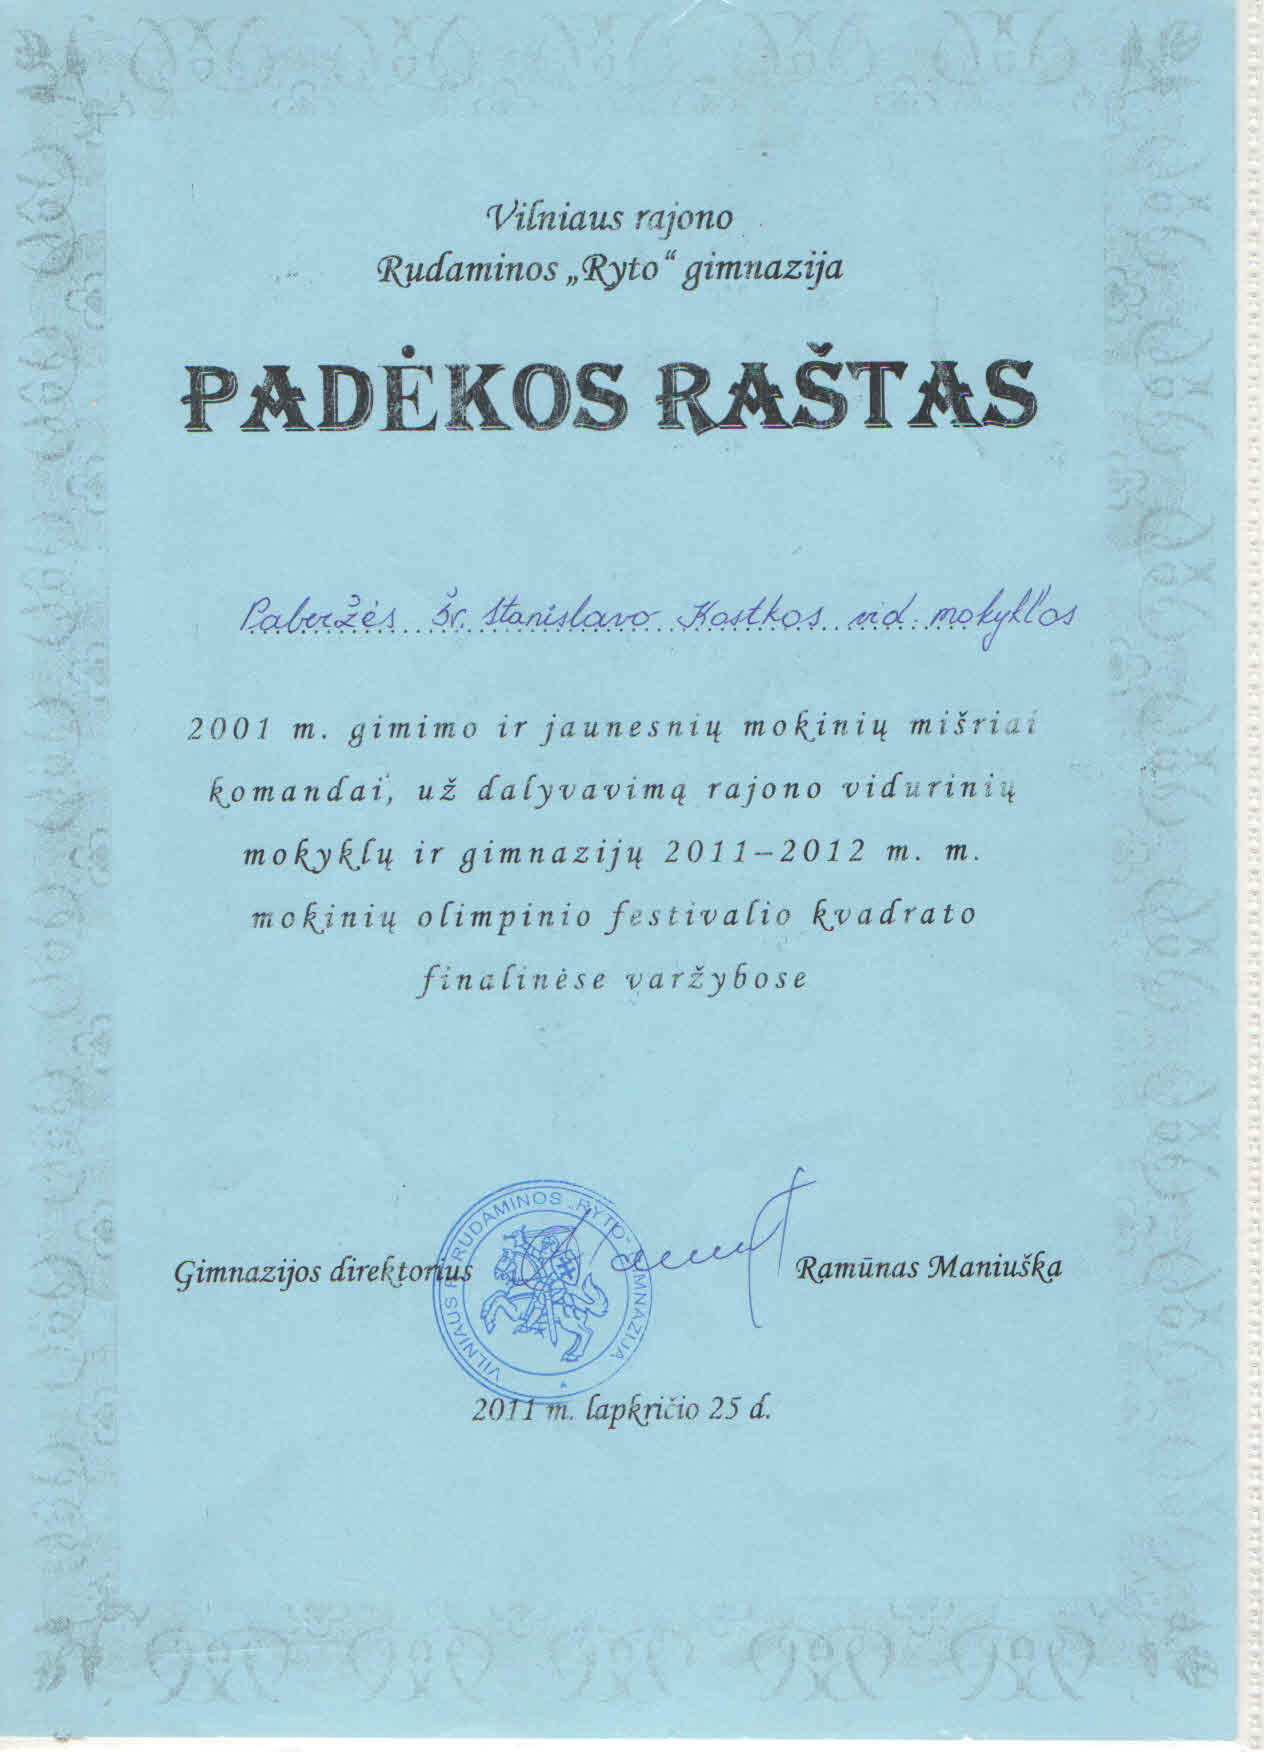 Vilniaus rajono
Rudaminos „Ryto“ gimnazija
PADĖKOS RAŠTAS
Paberžės Šv. Stanislavo Kostkos vid. mokyklos
2001 m. gimimo ir jaunesnių mokinių mišriai
komandai, už dalyvavimą rajono vidurinių
mokyklų ir gimnazijų 2011–2012 m. m.
mokinių olimpinio festivalio kvadrato
finalinėse varžybose
Gimnazijos direktorius
VILNIAUS R. RUDAMINOS „RYTO“ GIMNAZIJA
Ramūnas Maniuška
2011 m. lapkričio 25 d.